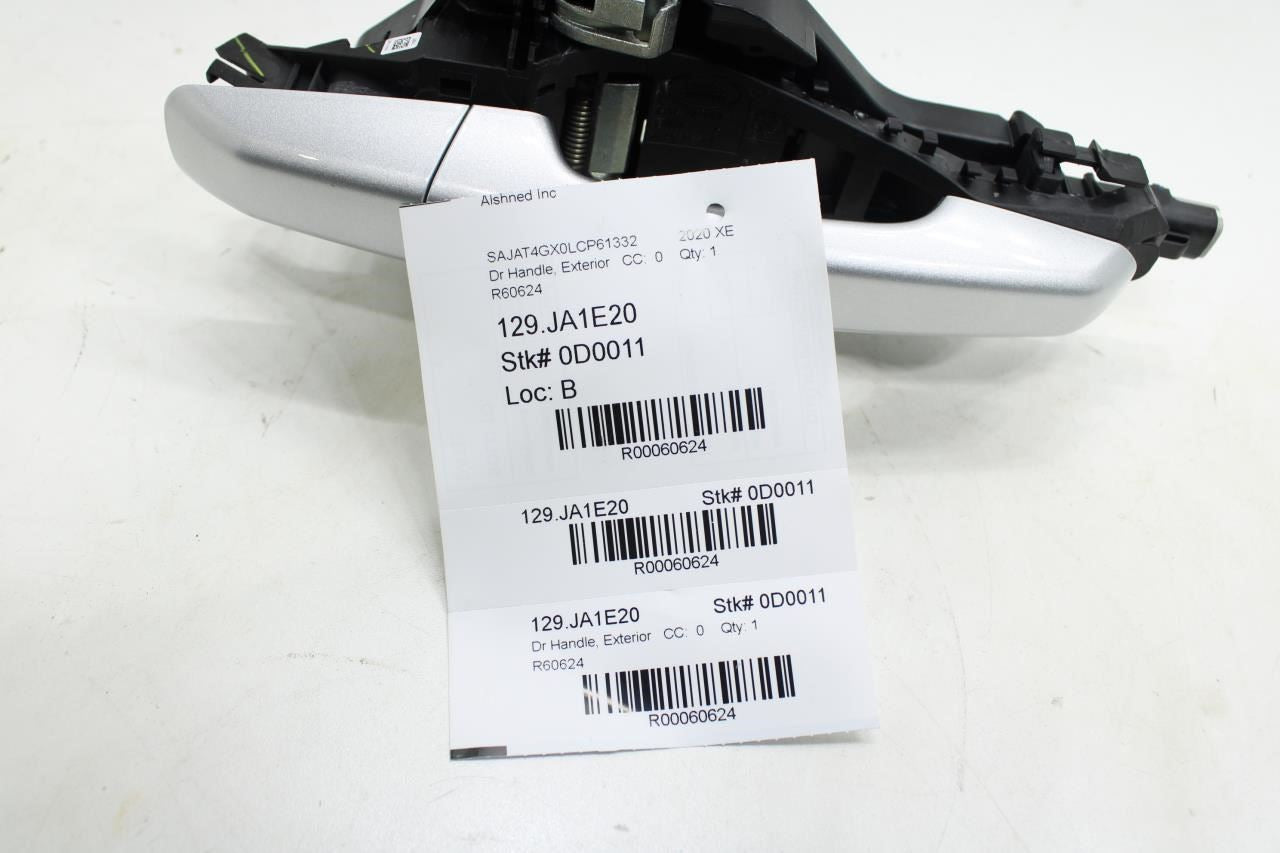 Alshned Inc
SAJAT4GX0LCP61332 2020 XE
Dr Handle, Exterior CC: 0 Qty: 1
R60624
129.JA1E20
Stk# 0D0011
Loc: B
R00060624
129.JA1E20 Stk# 0D0011
R00060624
129.JA1E20 Stk# 0D0011
Dr Handle, Exterior CC: 0 Qty: 1
R60624
R00060624